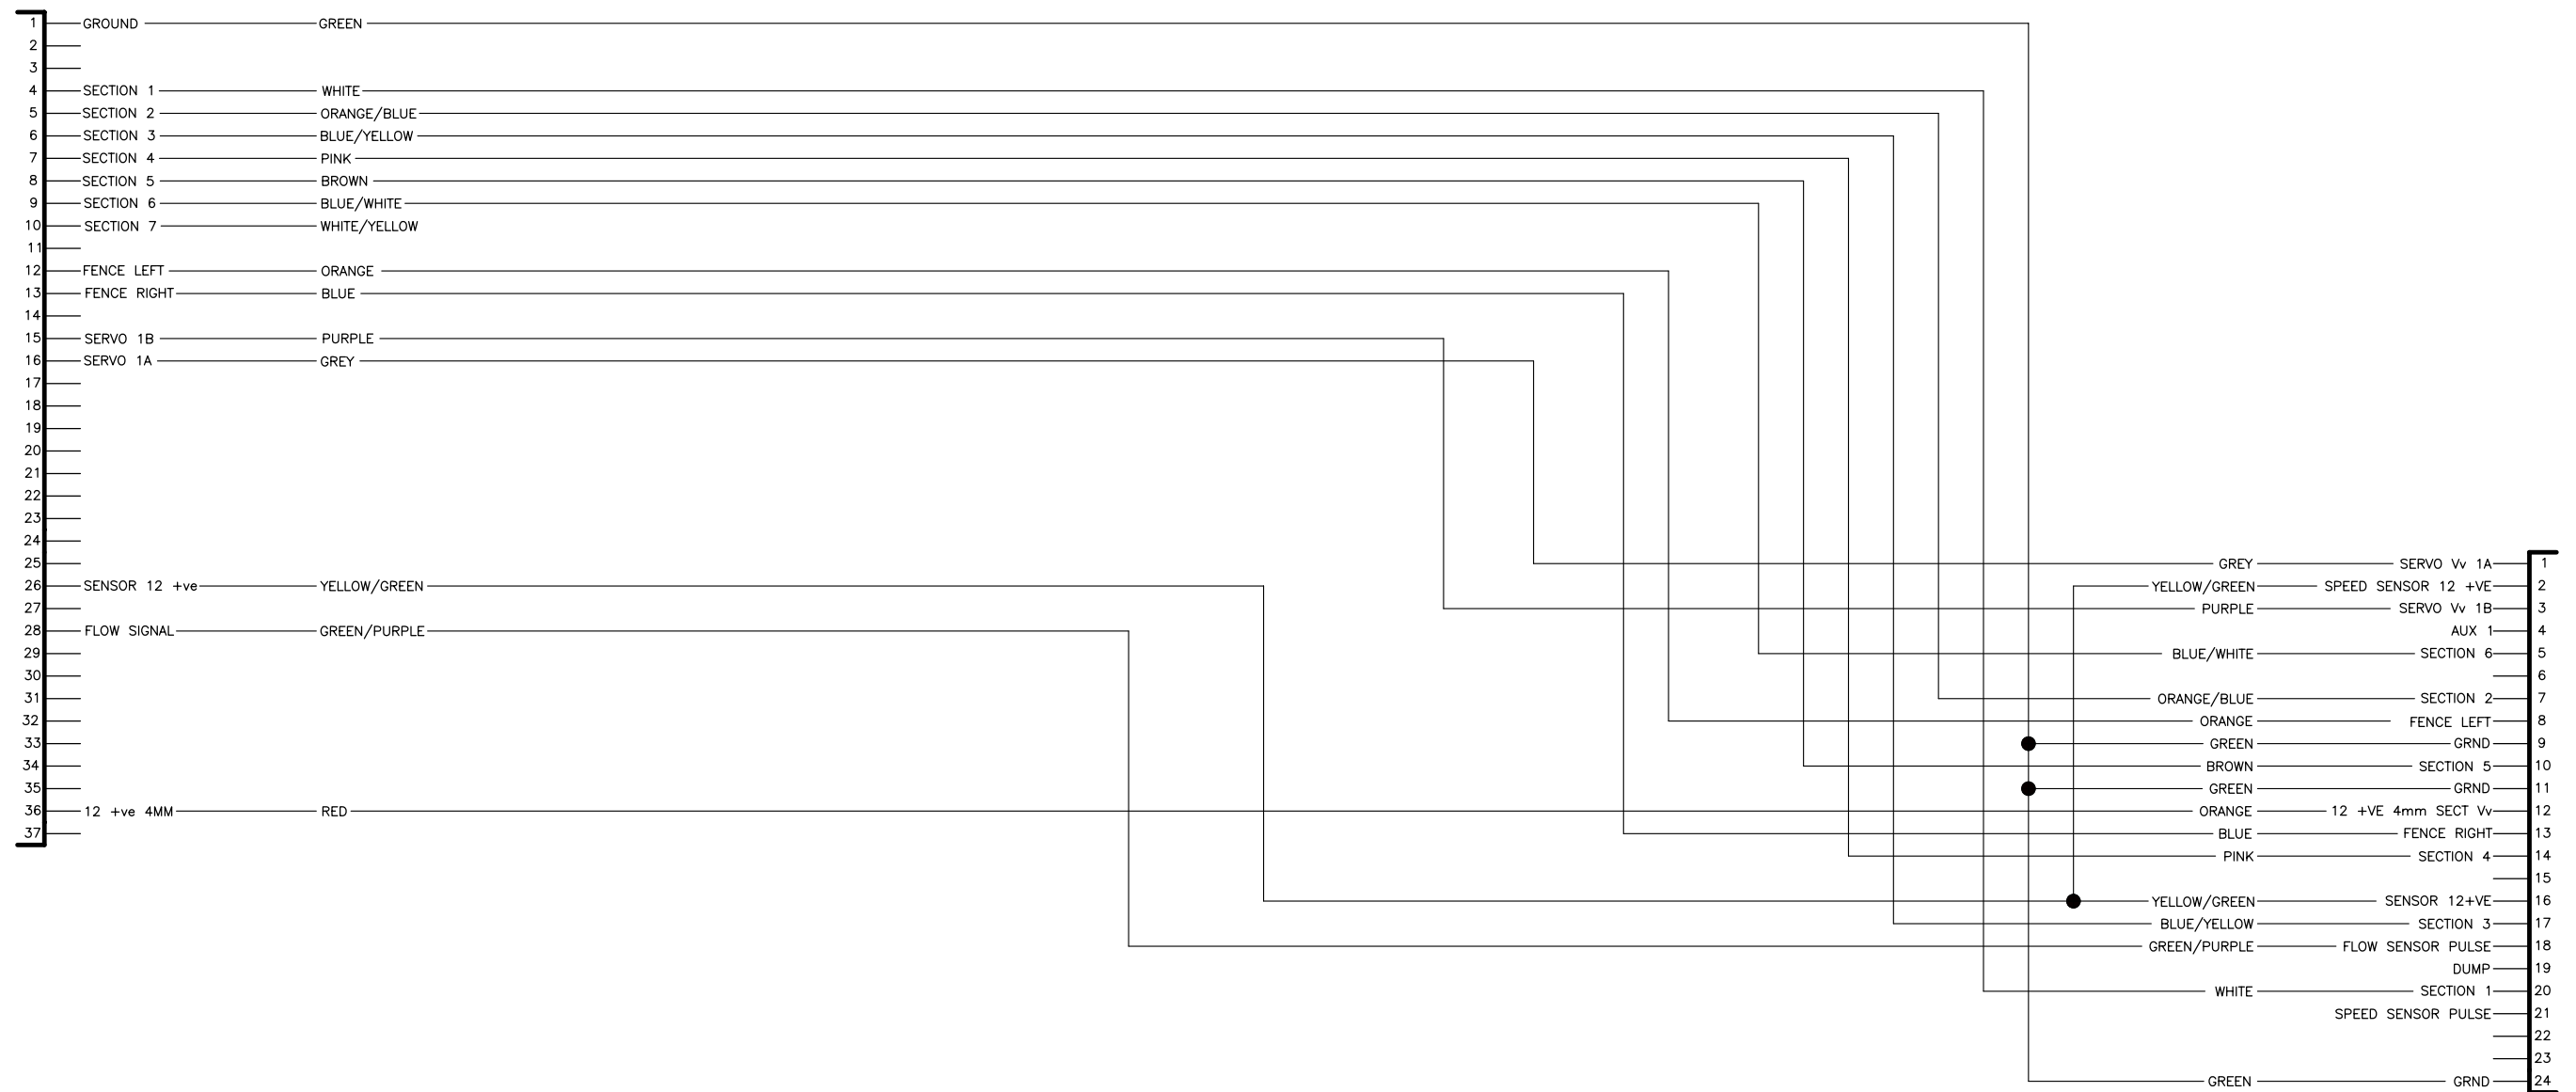 1 GROUND GREEN
2
3
4 SECTION 1 WHITE
5 SECTION 2 ORANGE/BLUE
6 SECTION 3 BLUE/YELLOW
7 SECTION 4 PINK
8 SECTION 5 BROWN
9 SECTION 6 BLUE/WHITE
10 SECTION 7 WHITE/YELLOW
11
12 FENCE LEFT ORANGE
13 FENCE RIGHT BLUE
14
15 SERVO 1B PURPLE
16 SERVO 1A GREY
17
18
19
20
21
22
23
24
25
26 SENSOR 12 +ve YELLOW/GREEN
27
28 FLOW SIGNAL GREEN/PURPLE
29
30
31
32
33
34
35
36 12 +ve 4MM RED
37
GREY SERVO Vv 1A 1
YELLOW/GREEN SPEED SENSOR 12 +VE 2
PURPLE SERVO Vv 1B 3
AUX 1 4
BLUE/WHITE SECTION 6 5
6
ORANGE/BLUE SECTION 2 7
ORANGE FENCE LEFT 8
GREEN GRND 9
BROWN SECTION 5 10
GREEN GRND 11
ORANGE 12 +VE 4mm SECT Vv 12
BLUE FENCE RIGHT 13
PINK SECTION 4 14
15
YELLOW/GREEN SENSOR 12+VE 16
BLUE/YELLOW SECTION 3 17
GREEN/PURPLE FLOW SENSOR PULSE 18
DUMP 19
WHITE SECTION 1 20
SPEED SENSOR PULSE 21
22
23
GREEN GRND 24